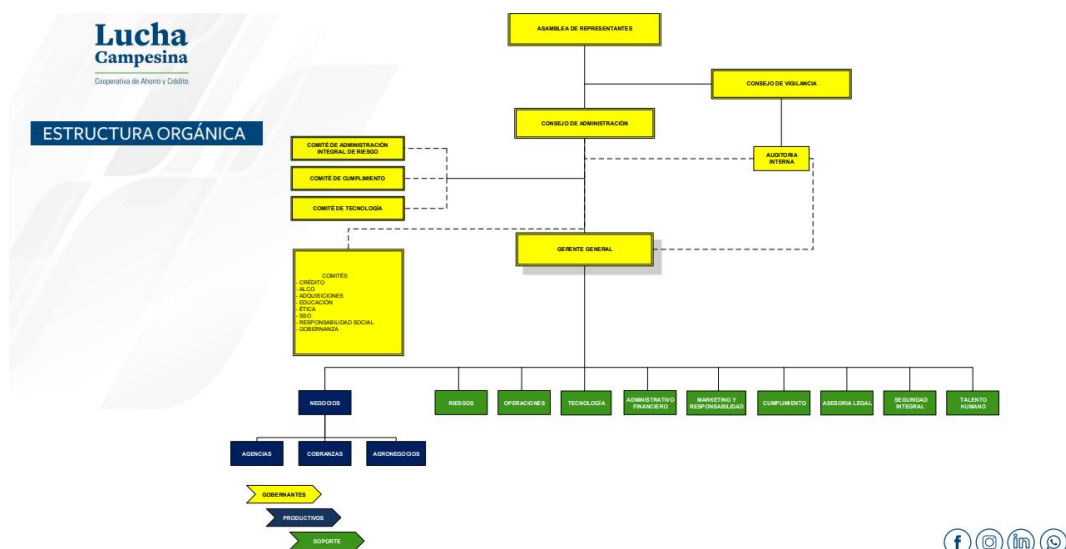 Lucha
Campesina
Cooperativa de Ahorro y Crédito
ESTRUCTURA ORGÁNICA
ASAMBLEA DE REPRESENTANTES
CONSEJO DE VIGILANCIA
CONSEJO DE ADMINISTRACIÓN
AUDITORIA
INTERNA
COMITÉ DE ADMINISTRACIÓN
INTEGRAL DE RIESGO
COMITÉ DE CUMPLIMIENTO
COMITÉ DE TECNOLOGÍA
GERENTE GENERAL
COMITÉS
- CRÉDITO
- ALCO
- ADQUISICIONES
- EDUCACIÓN
- ÉTICA
- SSO
- RESPONSABILIDAD SOCIAL
- GOBERNANZA
NEGOCIOS
RIESGOS
OPERACIONES
TECNOLOGÍA
ADMINISTRATIVO
FINANCIERO
MARKETING Y
RESPONSABILIDAD
CUMPLIMIENTO
ASESORIA LEGAL
SEGURIDAD
INTEGRAL
TALENTO
HUMANO
AGENCIAS
COBRANZAS
AGRONEGOCIOS
GOBERNANTES
PRODUCTIVOS
SOPORTE